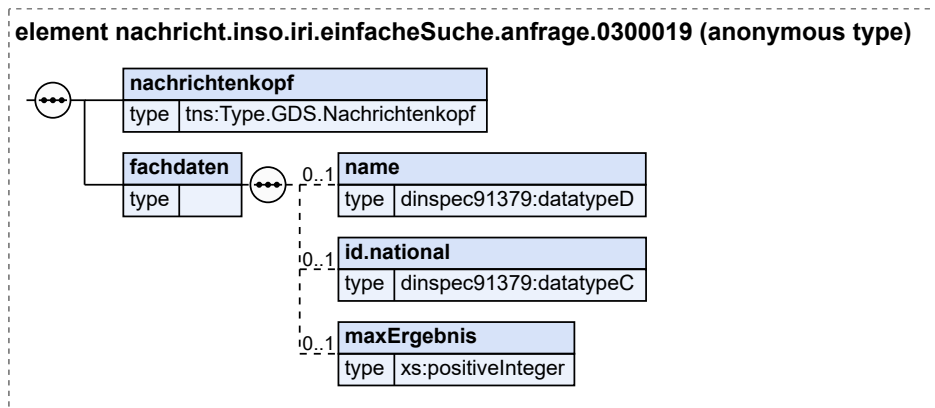 element nachricht.inso.iri.einfacheSuche.anfrage.0300019 (anonymous type)
nachrichtenkopf
type tns:Type.GDS.Nachrichtenkopf
fachdaten
type
0..1 name
type dinspec91379:datatypeD
0..1 id.national
type dinspec91379:datatypeC
0..1 maxErgebnis
type xs:positiveInteger